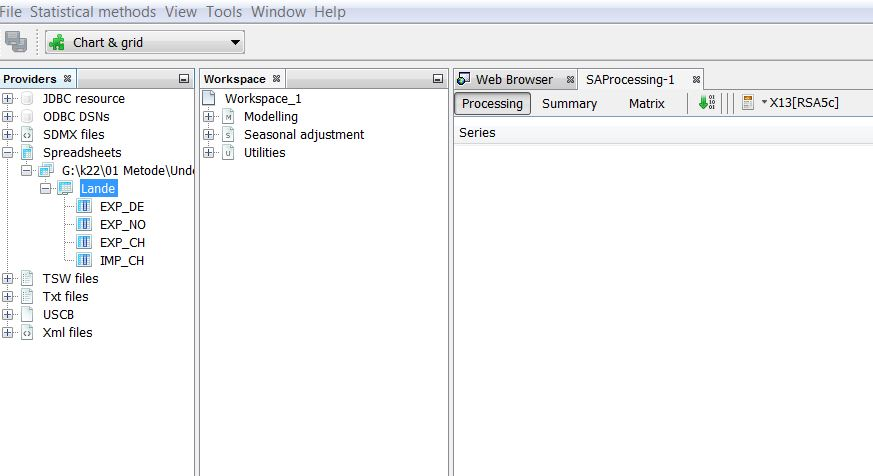 File Statistical methods View Tools Window Help
Chart & grid
Providers
JDBC resource
ODBC DSNs
SDMX files
Spreadsheets
G:\k22\01 Metode\Unde
Lande
EXP_DE
EXP_NO
EXP_CH
IMP_CH
TSW files
Txt files
USCB
Xml files
Workspace
Workspace_1
M Modelling
S Seasonal adjustment
U Utilities
Web Browser SAProcessing-1
Processing Summary Matrix X13[RSA5c]
Series